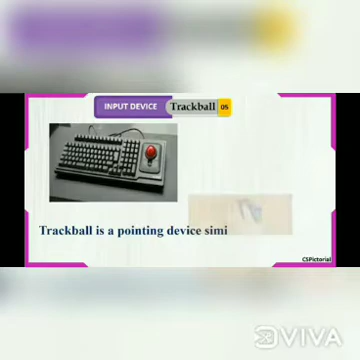 INPUT DEVICE Trackball 05
Trackball is a pointing device simi
CSPictorial
VIVA